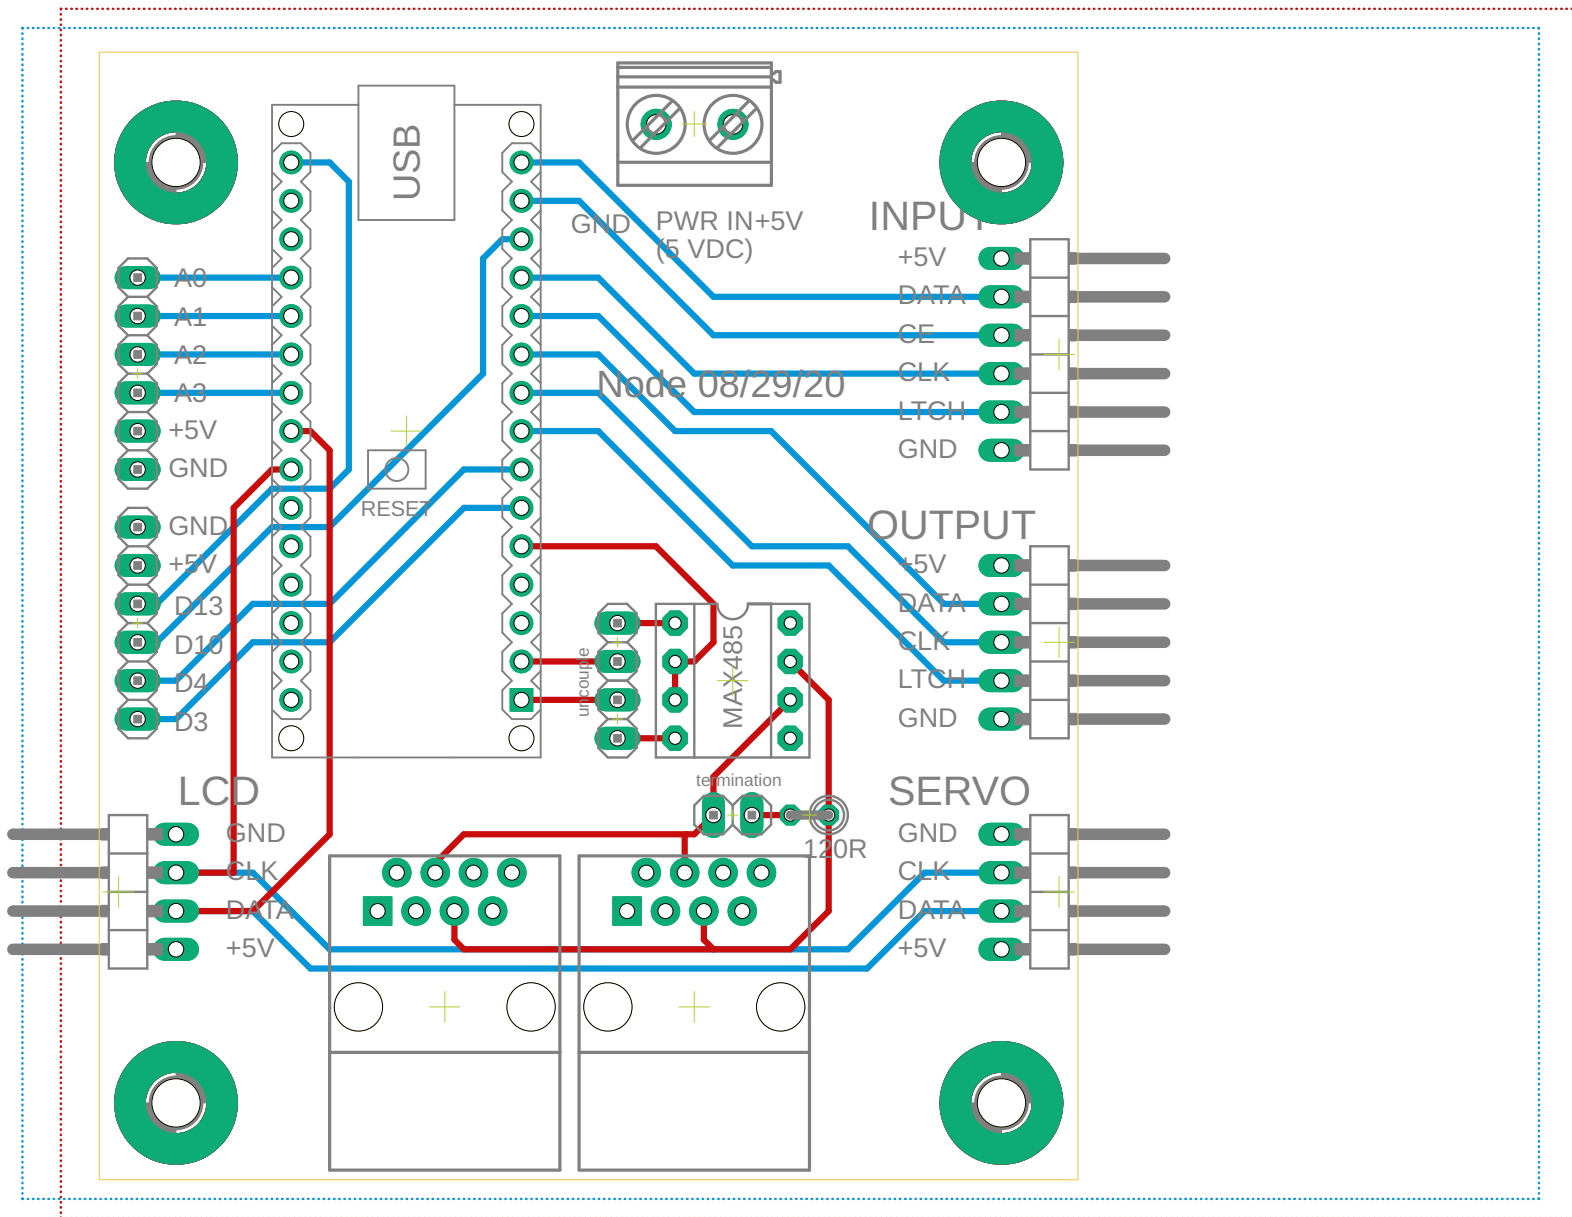 USB
GND
PWR IN
+5V
(5 VDC)
INPUT
+5V
DATA
CE
CLK
LTCH
GND
A0
A1
A2
A3
+5V
GND
Node 08/29/20
RESET
GND
+5V
D13
D10
D4
D3
OUTPUT
+5V
DATA
CLK
LTCH
GND
uncouple
MAX485
termination
120R
LCD
GND
CLK
DATA
+5V
SERVO
GND
CLK
DATA
+5V